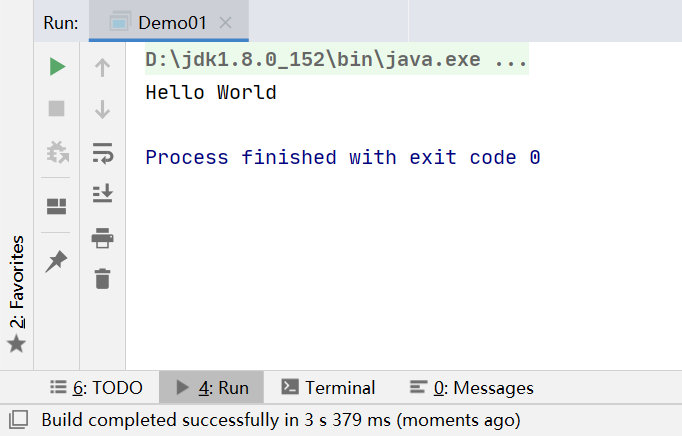 Run: Demo01
D:\jdk1.8.0_152\bin\java.exe ...
Hello World
Process finished with exit code 0
2: Favorites
6: TODO 4: Run Terminal 0: Messages
Build completed successfully in 3 s 379 ms (moments ago)